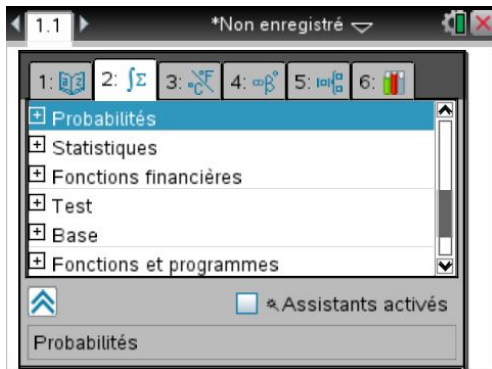 1.1 *Non enregistré
1: 2: ∫Σ 3: °C°F 4: ∞β° 5: 6:
Probabilités
Statistiques
Fonctions financières
Test
Base
Fonctions et programmes
Assistants activés
Probabilités